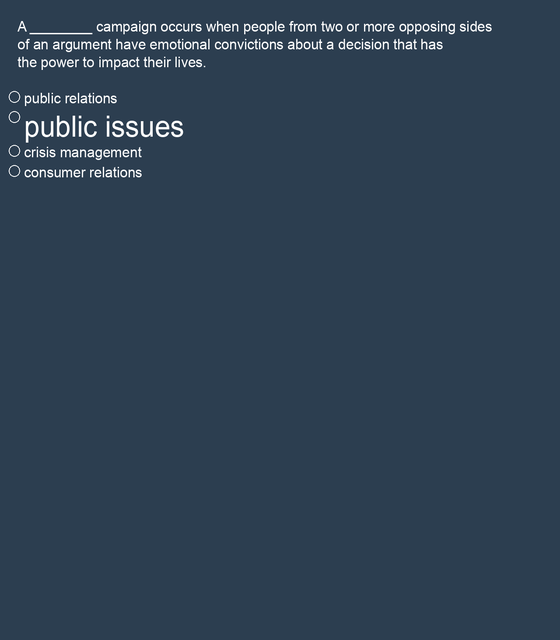 A ________ campaign occurs when people from two or more opposing sides
of an argument have emotional convictions about a decision that has
the power to impact their lives.
public relations
public issues
crisis management
consumer relations